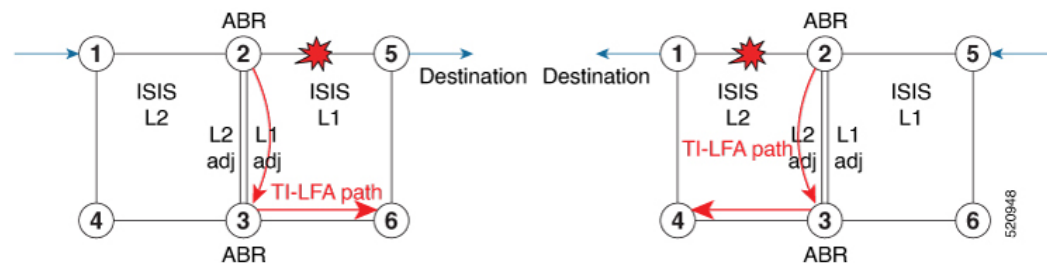 ABR
1
2
5
Destination
ISIS
L2
ISIS
L1
L2
adj
L1
adj
TI-LFA path
4
3
6
ABR
ABR
1
2
5
Destination
ISIS
L2
ISIS
L1
TI-LFA path
L2
adj
L1
adj
4
3
6
ABR
520948